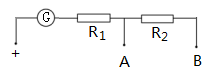 G
R₁ R₂
+ A B